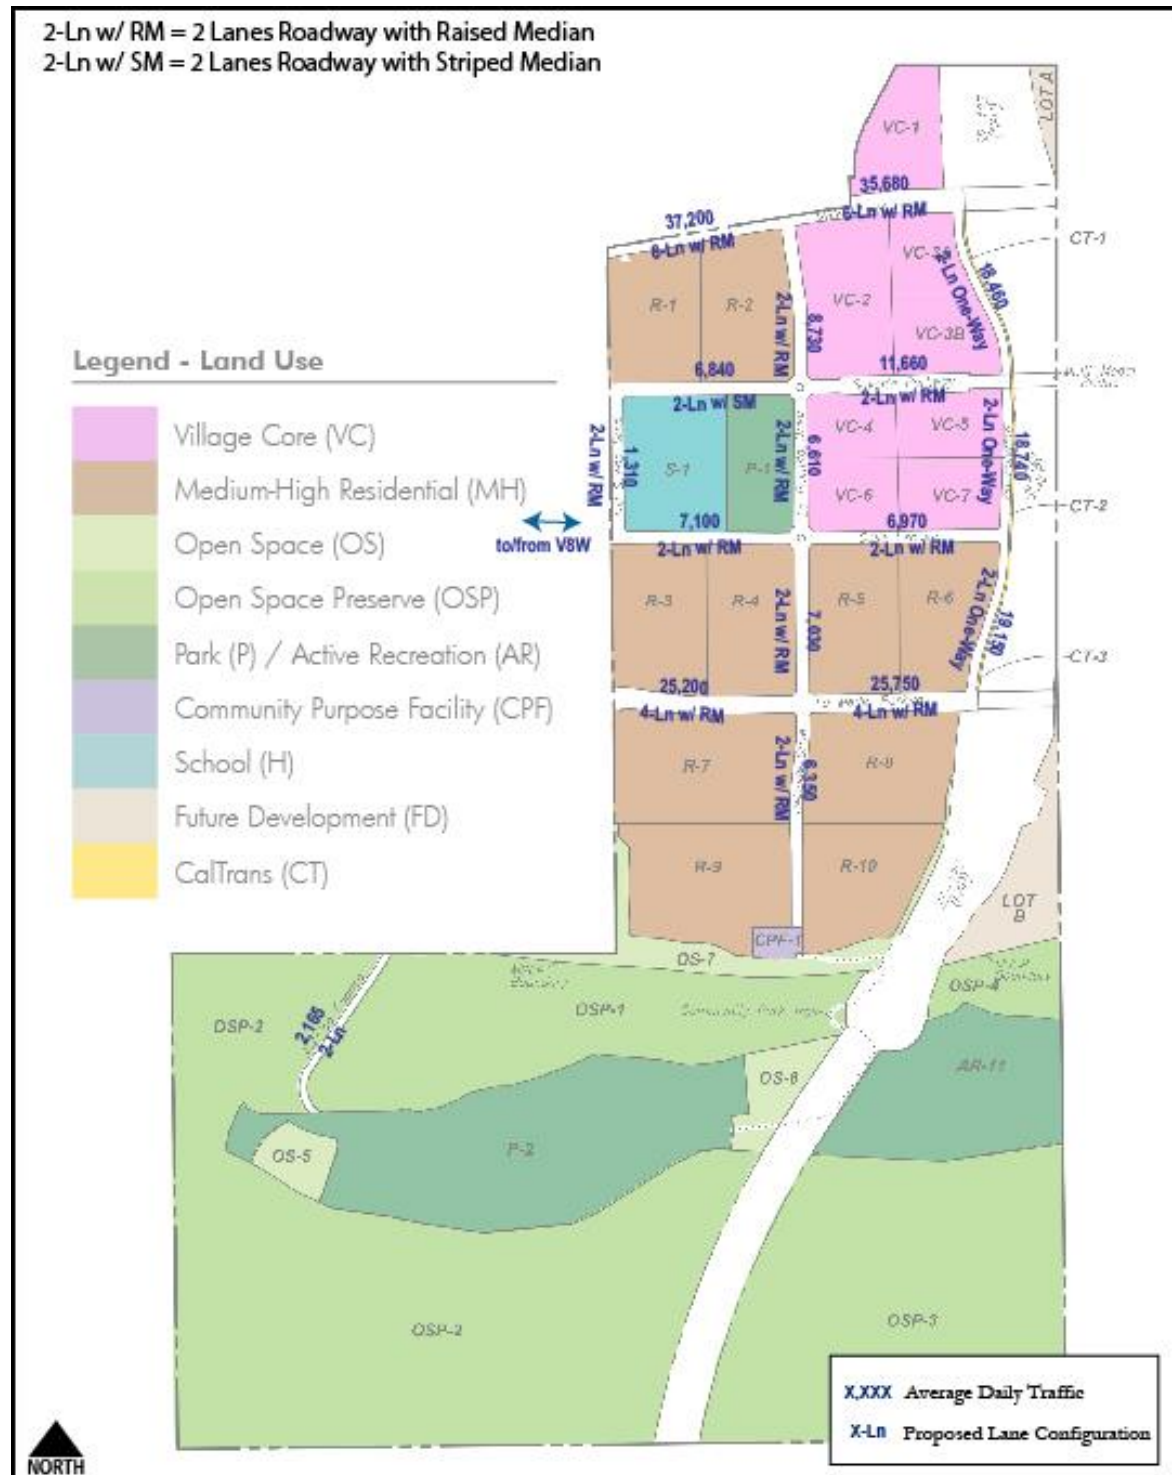 2-Ln w/ RM = 2 Lanes Roadway with Raised Median
2-Ln w/ SM = 2 Lanes Roadway with Striped Median
LOT A
VC-1
35,680
6-Ln w/ RM
37,200
6-Ln w/ RM
CT-1
VC-3A
2-Ln One-Way
18,460
R-1
R-2
2-Ln w/ RM
8,730
VC-2
VC-3B
Legend - Land Use
6,840
11,660
2-Ln w/ SM
2-Ln w/ RM
Village Core (VC)
2-Ln w/ RM
1,310
S-1
P-1
2-Ln w/ RM
6,610
VC-4
VC-5
2-Ln One-Way
18,740
Medium-High Residential (MH)
VC-6
VC-7
CT-2
7,100
6,970
to/from V8W
2-Ln w/ RM
2-Ln w/ RM
Open Space (OS)
Open Space Preserve (OSP)
R-3
R-4
2-Ln w/ RM
7,030
R-5
R-6
2-Ln One-Way
19,150
Park (P) / Active Recreation (AR)
CT-3
25,200
25,750
4-Ln w/ RM
4-Ln w/ RM
Community Purpose Facility (CPF)
R-7
2-Ln w/ RM
6,350
R-8
School (H)
Future Development (FD)
R-9
R-10
CalTrans (CT)
LOT
B
CPF-1
OS-7
OSP-4
OSP-1
OSP-2
2,165
2-Ln
OS-6
AR-11
P-2
OS-5
OSP-2
OSP-3
X,XXX Average Daily Traffic
X-Ln Proposed Lane Configuration
NORTH